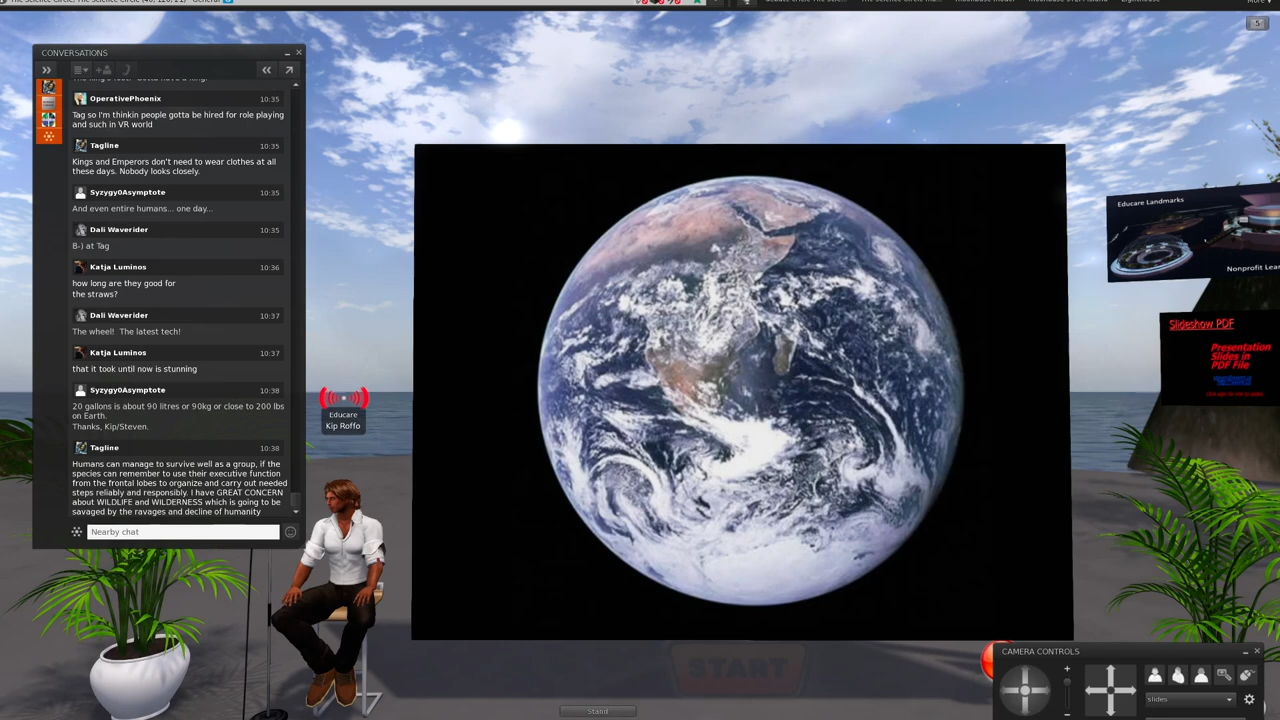 CONVERSATIONS
OperativePhoenix 10:35
Tag so I'm thinkin people gotta be hired for role playing
and such in VR world
Tagline 10:35
Kings and Emperors don't need to wear clothes at all
these days. Nobody looks closely.
Syzygy0Asymptote 10:35
And even entire humans... one day...
Dali Waverider 10:35
B-) at Tag
Katja Luminos 10:36
how long are they good for
the straws?
Dali Waverider 10:37
The wheel!  The latest tech!
Katja Luminos 10:37
that it took until now is stunning
Syzygy0Asymptote 10:38
20 gallons is about 90 litres or 90kg or close to 200 lbs
on Earth.
Thanks, Kip/Steven.
Tagline 10:38
Humans can manage to survive well as a group, if the
species can remember to use their executive function
from the frontal lobes to organize and carry out needed
steps reliably and responsibly. I have GREAT CONCERN
about WILDLIFE and WILDERNESS which is going to be
savaged by the ravages and decline of humanity
Nearby chat
Educare
Kip Roffo
Educare Landmarks
Nonprofit Lear
Slideshow PDF
Presentation
Slides in
PDF File
START
Stand
CAMERA CONTROLS
slides
5